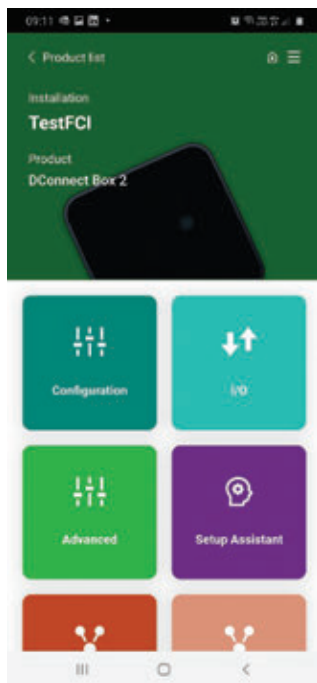 09:11
Product list
Installation
TestFCI
Product
DConnect Box 2
Configuration
I/O
Advanced
Setup Assistant